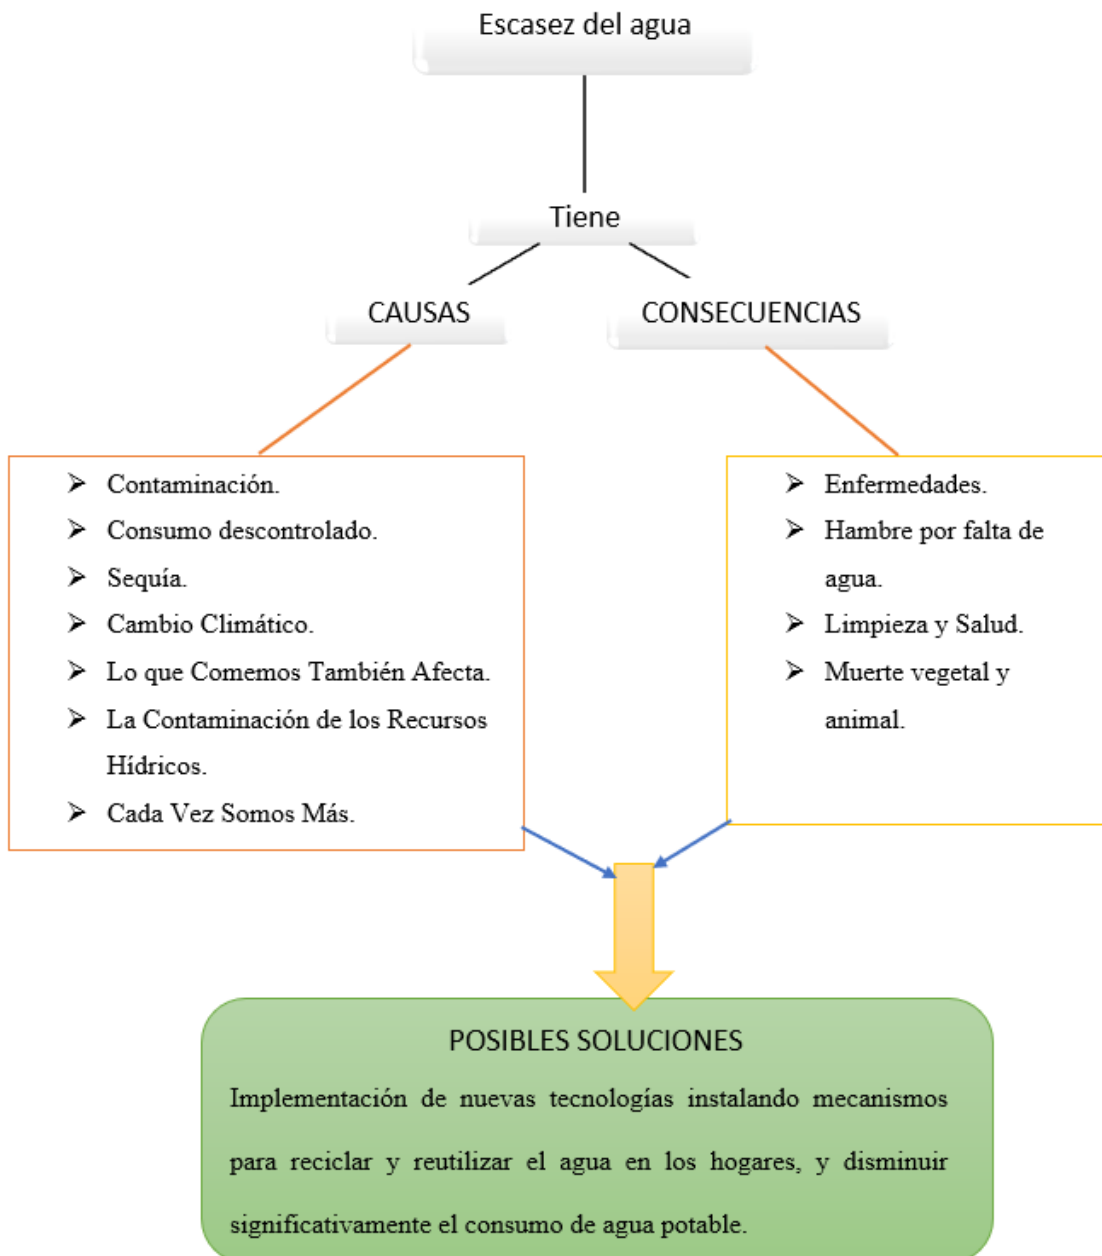 Escasez del agua
Tiene
CAUSAS
CONSECUENCIAS
Contaminación.
Consumo descontrolado.
Sequía.
Cambio Climático.
Lo que Comemos También Afecta.
La Contaminación de los Recursos
Hídricos.
Cada Vez Somos Más.
Enfermedades.
Hambre por falta de
agua.
Limpieza y Salud.
Muerte vegetal y
animal.
POSIBLES SOLUCIONES
Implementación de nuevas tecnologías instalando mecanismos
para reciclar y reutilizar el agua en los hogares, y disminuir
significativamente el consumo de agua potable.